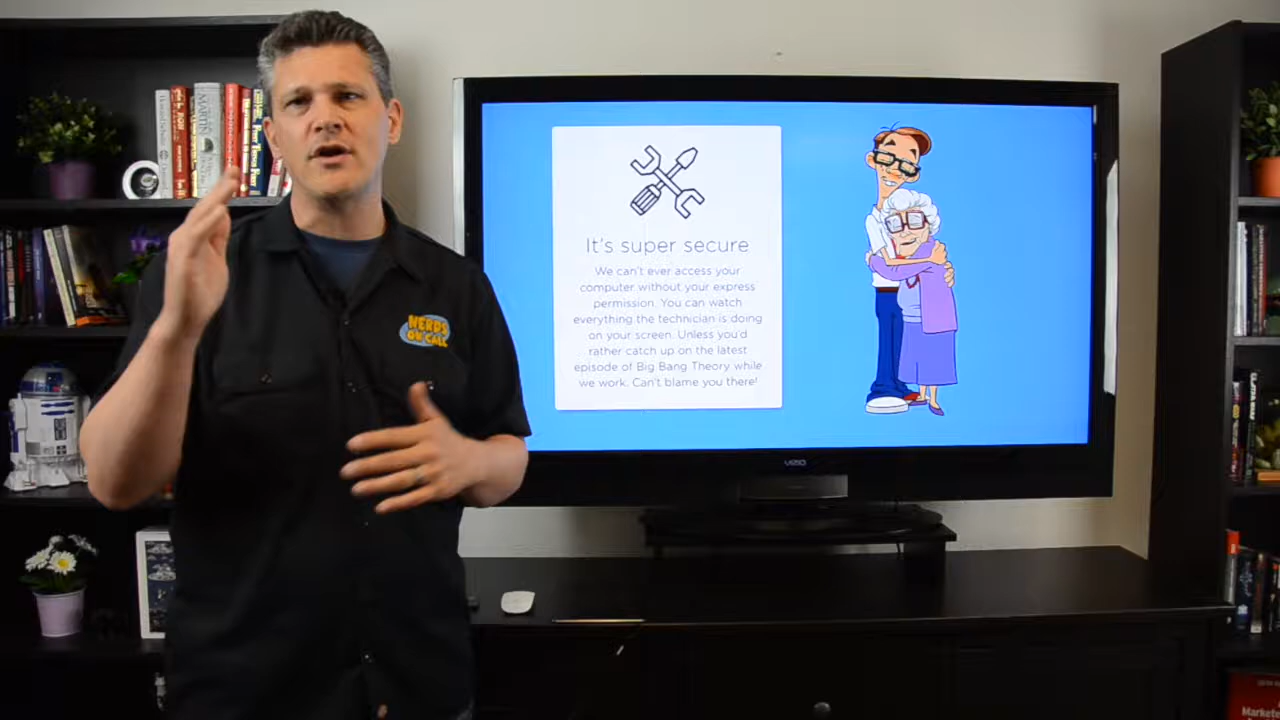 MARTIN
NERDS
ON CALL
It's super secure
We can't ever access your
computer without your express
permission. You can watch
everything the technician is doing
on your screen. Unless you'd
rather catch up on the latest
episode of Big Bang Theory while
we work. Can't blame you there!
VIZIO